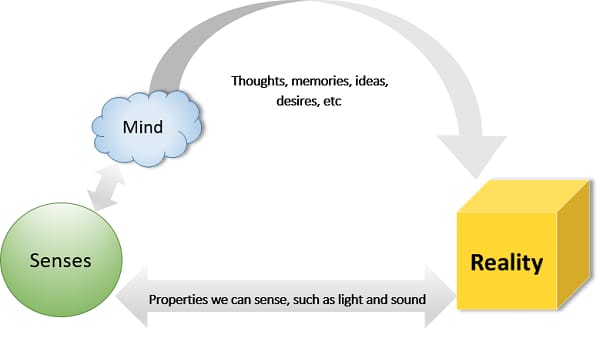 Thoughts, memories, ideas,
desires, etc
Mind
Senses
Reality
Properties we can sense, such as light and sound